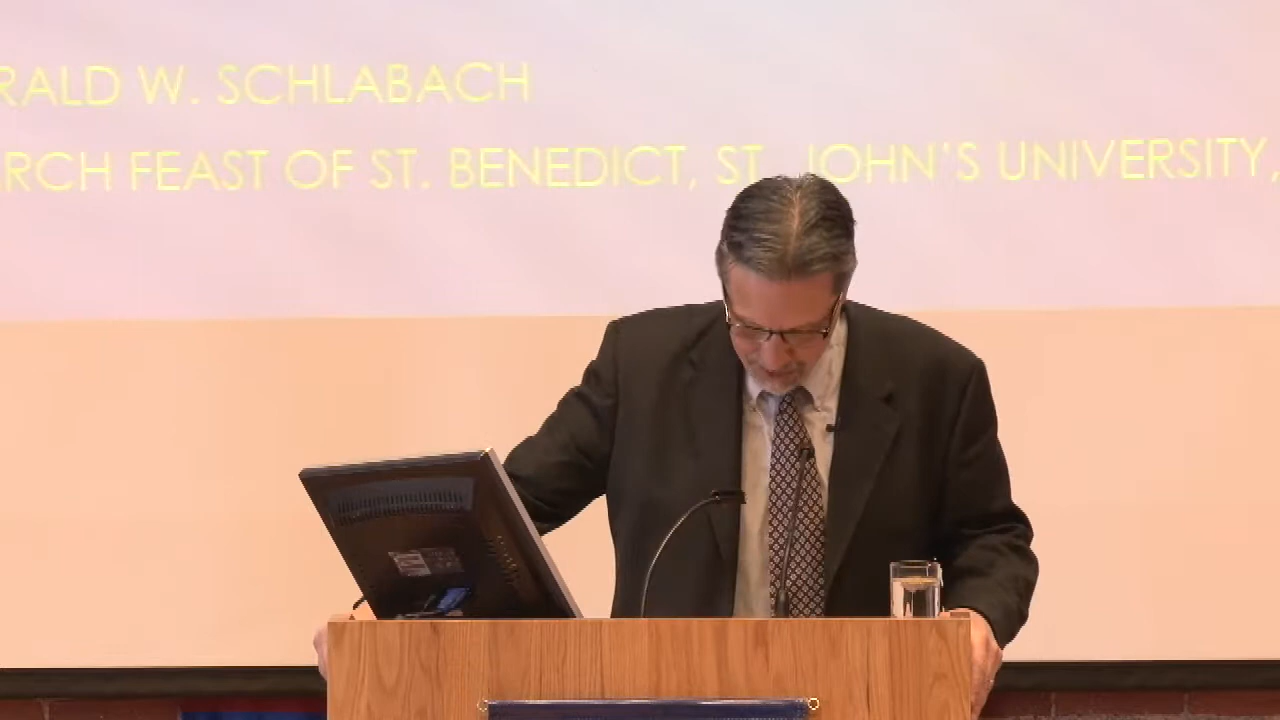 RALD W. SCHLABACH
RCH FEAST OF ST. BENEDICT, ST. JOHN'S UNIVERSITY,